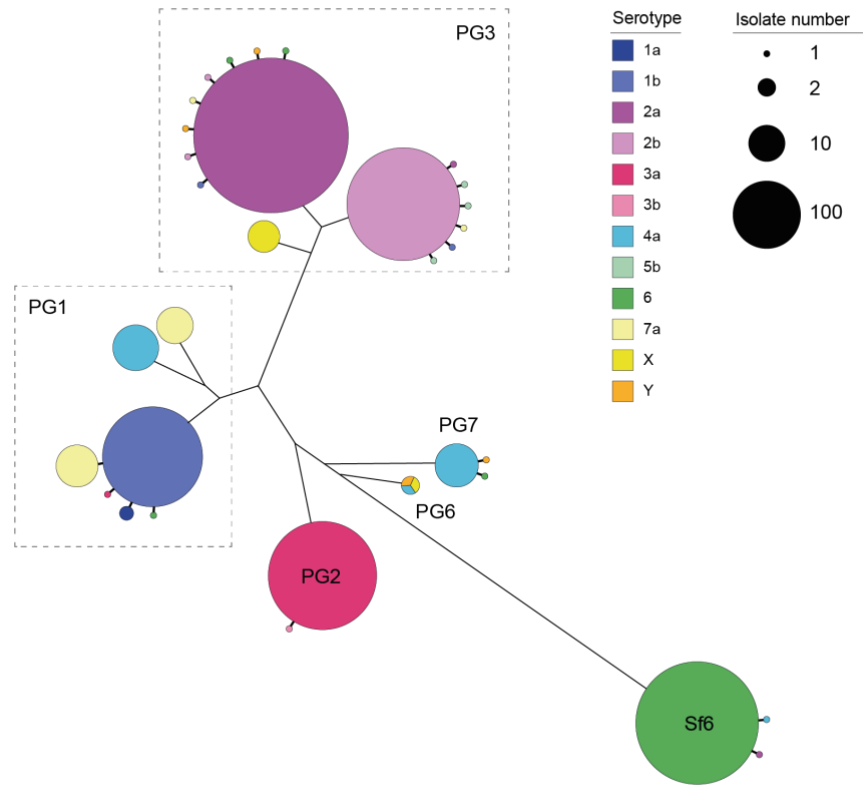 PG3
PG1
PG7
PG6
PG2
Sf6
Serotype
1a
1b
2a
2b
3a
3b
4a
5b
6
7a
X
Y
Isolate number
1
2
10
100